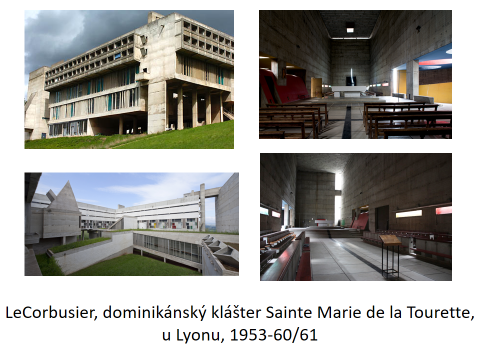 LeCorbusier, dominikánský klášter Sainte Marie de la Tourette,
u Lyonu, 1953-60/61